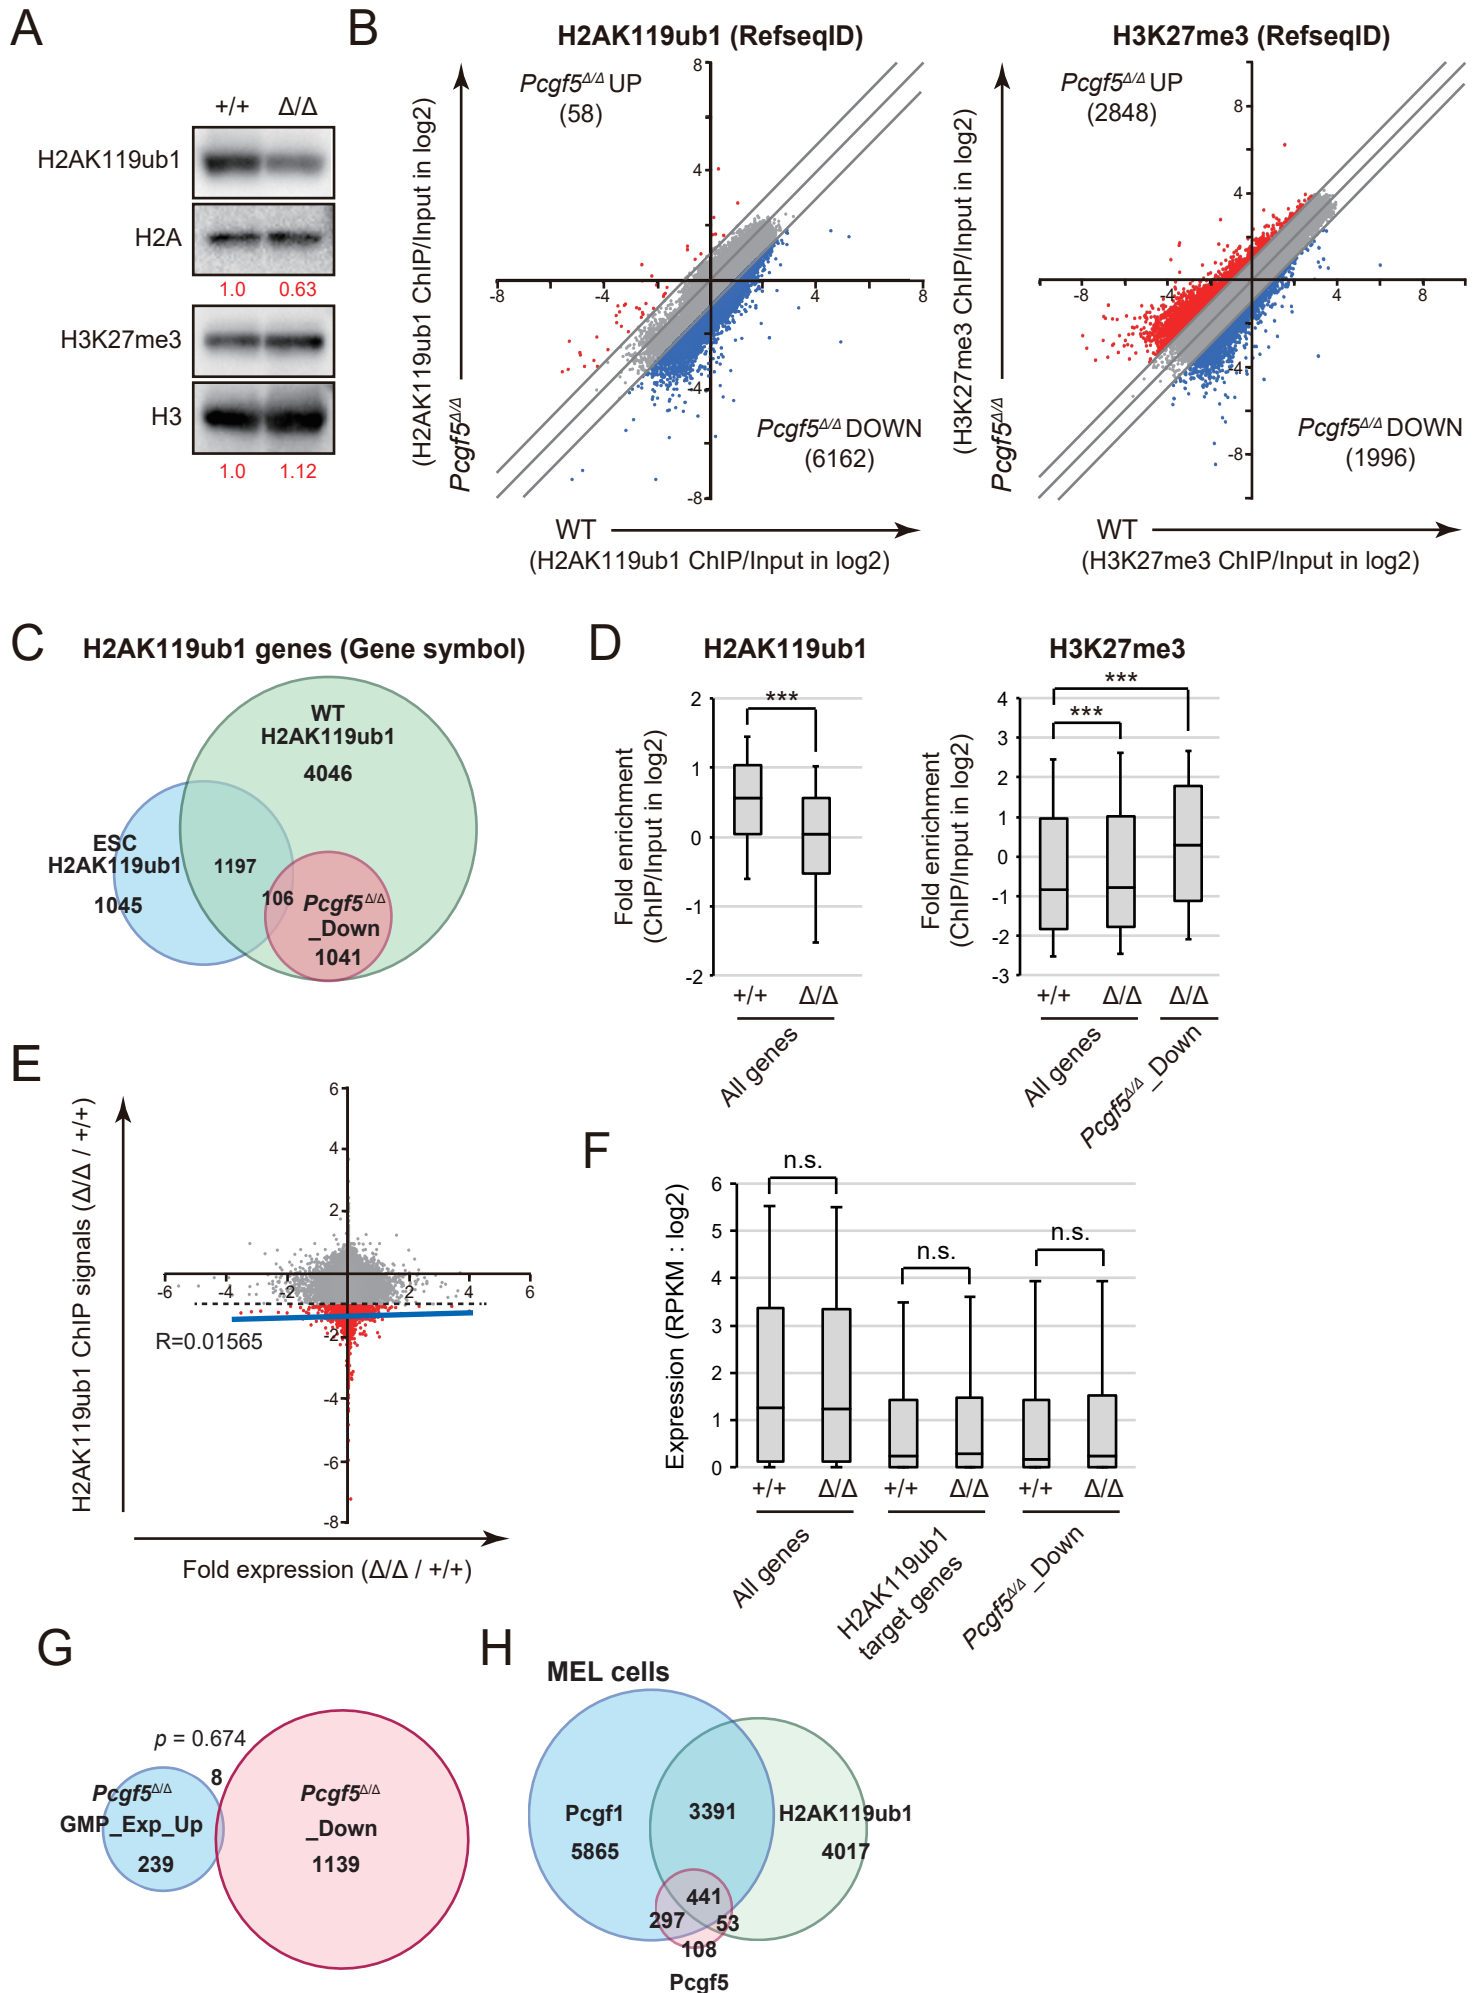 A
+/+ Δ/Δ
H2AK119ub1
H2A
1.0 0.63
H3K27me3
H3
1.0 1.12
B
H2AK119ub1 (RefseqID)
Pcgf5Δ/Δ UP
(58)
8
4
-8 -4 4 8
-4
-8
Pcgf5Δ/Δ DOWN
(6162)
Pcgf5Δ/Δ
(H2AK119ub1 ChIP/Input in log2)
WT
(H2AK119ub1 ChIP/Input in log2)
H3K27me3 (RefseqID)
Pcgf5Δ/Δ UP
(2848)
8
4
-8 -4 4 8
-4
-8
Pcgf5Δ/Δ DOWN
(1996)
Pcgf5Δ/Δ
(H3K27me3 ChIP/Input in log2)
WT
(H3K27me3 ChIP/Input in log2)
C
H2AK119ub1 genes (Gene symbol)
WT
H2AK119ub1
4046
ESC
H2AK119ub1
1045
1197
106
Pcgf5Δ/Δ
_Down
1041
D
H2AK119ub1
Fold enrichment
(ChIP/Input in log2)
2
1
0
-1
-2
***
+/+ Δ/Δ
All genes
H3K27me3
Fold enrichment
(ChIP/Input in log2)
4
3
2
1
0
-1
-2
-3
***
***
+/+ Δ/Δ Δ/Δ
All genes
Pcgf5Δ/Δ_Down
E
H2AK119ub1 ChIP signals (Δ/Δ / +/+)
6
4
2
-6 -4 -2 2 4 6
-2
-4
-6
-8
R=0.01565
Fold expression (Δ/Δ / +/+)
F
Expression (RPKM : log2)
6
5
4
3
2
1
0
n.s.
n.s.
n.s.
+/+ Δ/Δ +/+ Δ/Δ +/+ Δ/Δ
All genes
H2AK119ub1
target genes
Pcgf5Δ/Δ_Down
G
p = 0.674
8
Pcgf5Δ/Δ
GMP_Exp_Up
239
Pcgf5Δ/Δ
_Down
1139
H
MEL cells
Pcgf1
5865
3391
H2AK119ub1
4017
441
297
53
108
Pcgf5